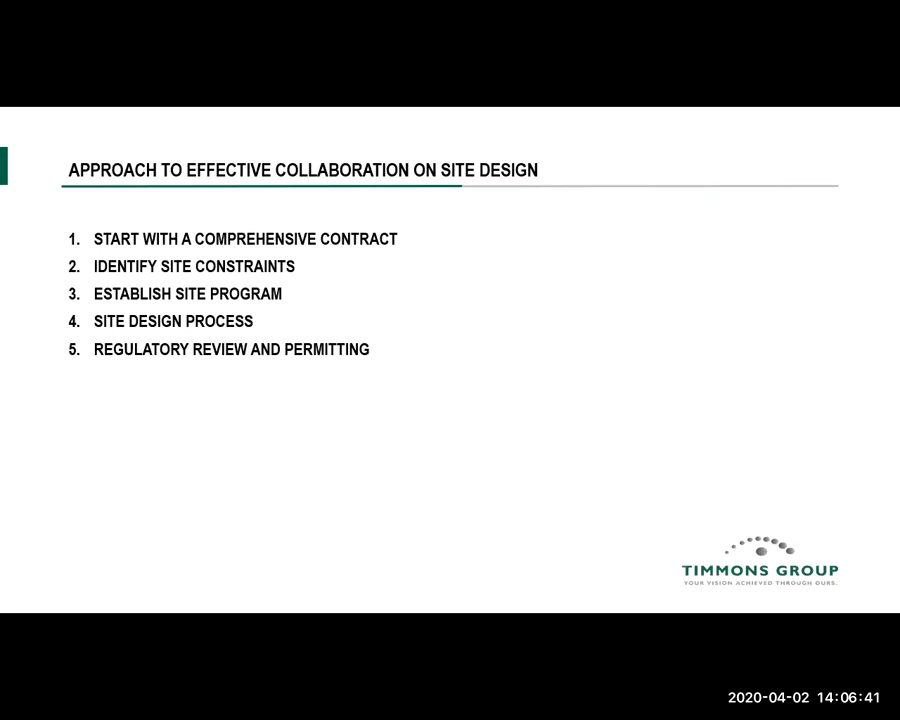 APPROACH TO EFFECTIVE COLLABORATION ON SITE DESIGN
1. START WITH A COMPREHENSIVE CONTRACT
2. IDENTIFY SITE CONSTRAINTS
3. ESTABLISH SITE PROGRAM
4. SITE DESIGN PROCESS
5. REGULATORY REVIEW AND PERMITTING
TIMMONS GROUP
YOUR VISION ACHIEVED THROUGH OURS.
2020-04-02 14:06:41